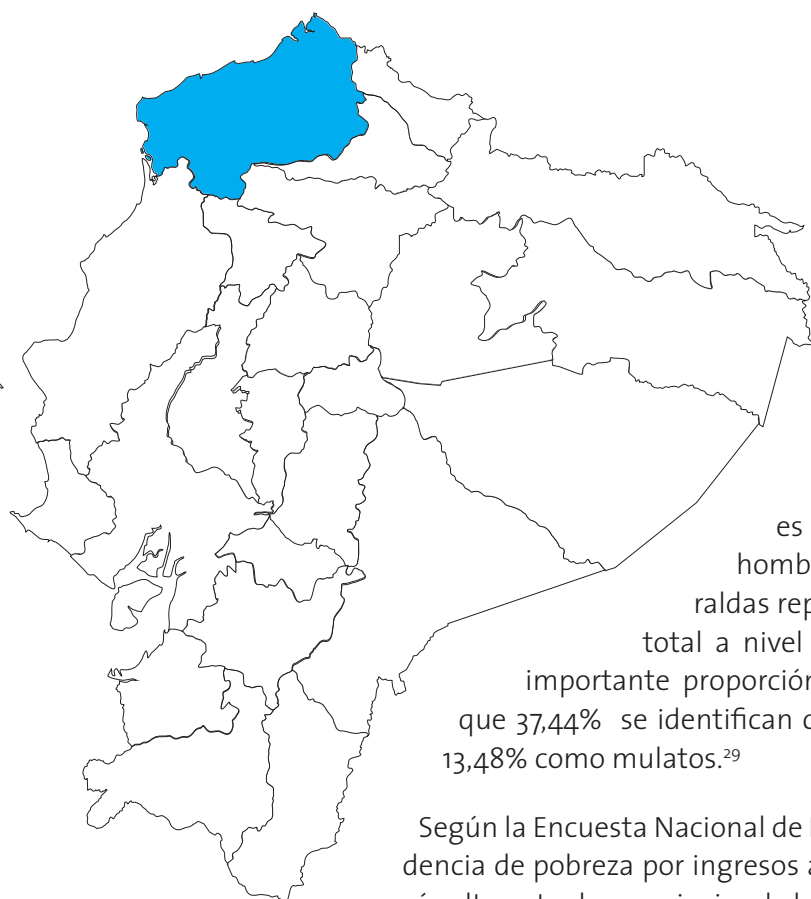 es
homb
raldas rep
total a nivel
importante proporción
que 37,44% se identifican
13,48% como mulatos.²⁹
Según la Encuesta Nacional de
dencia de pobreza por ingresos a